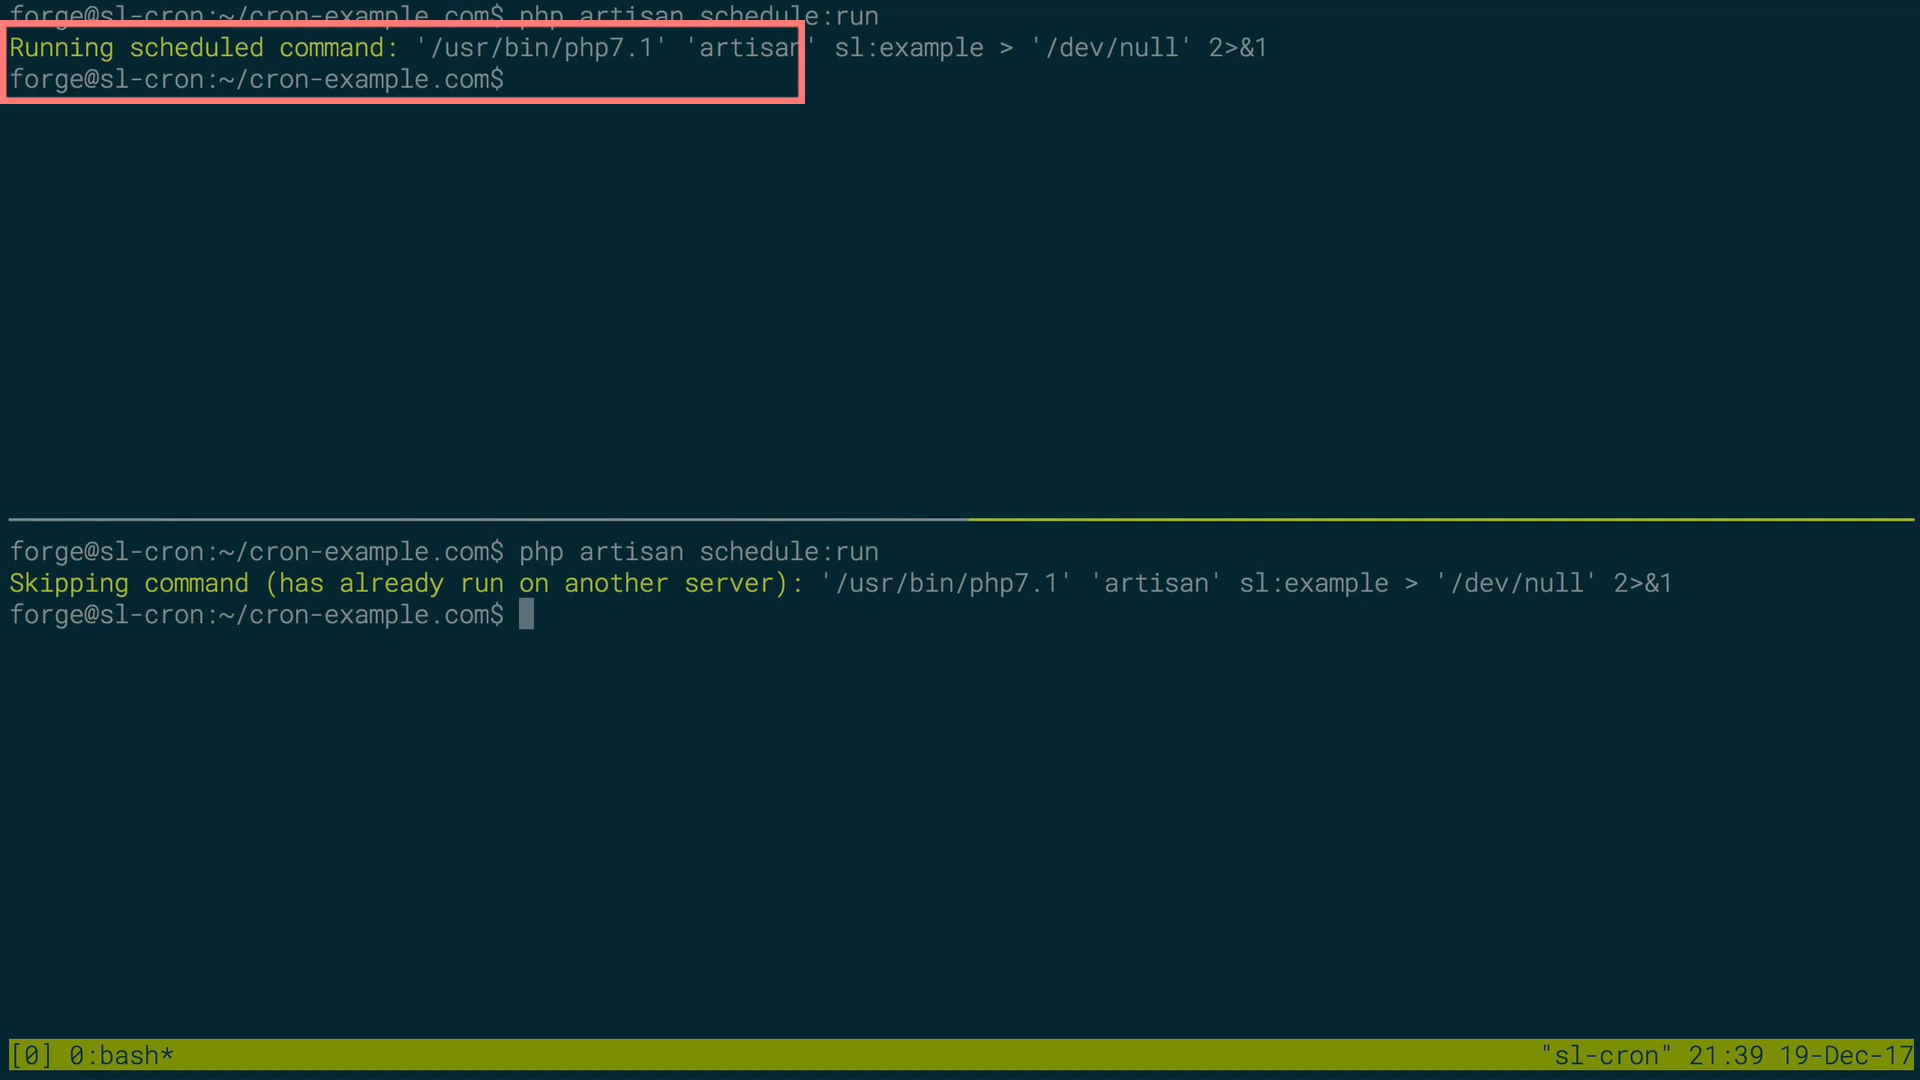 forge@sl-cron:~/cron-example.com$ php artisan schedule:run
Running scheduled command: '/usr/bin/php7.1' 'artisan' sl:example > '/dev/null' 2>&1
forge@sl-cron:~/cron-example.com$
forge@sl-cron:~/cron-example.com$ php artisan schedule:run
Skipping command (has already run on another server): '/usr/bin/php7.1' 'artisan' sl:example > '/dev/null' 2>&1
forge@sl-cron:~/cron-example.com$
[0] 0:bash* "sl-cron" 21:39 19-Dec-17